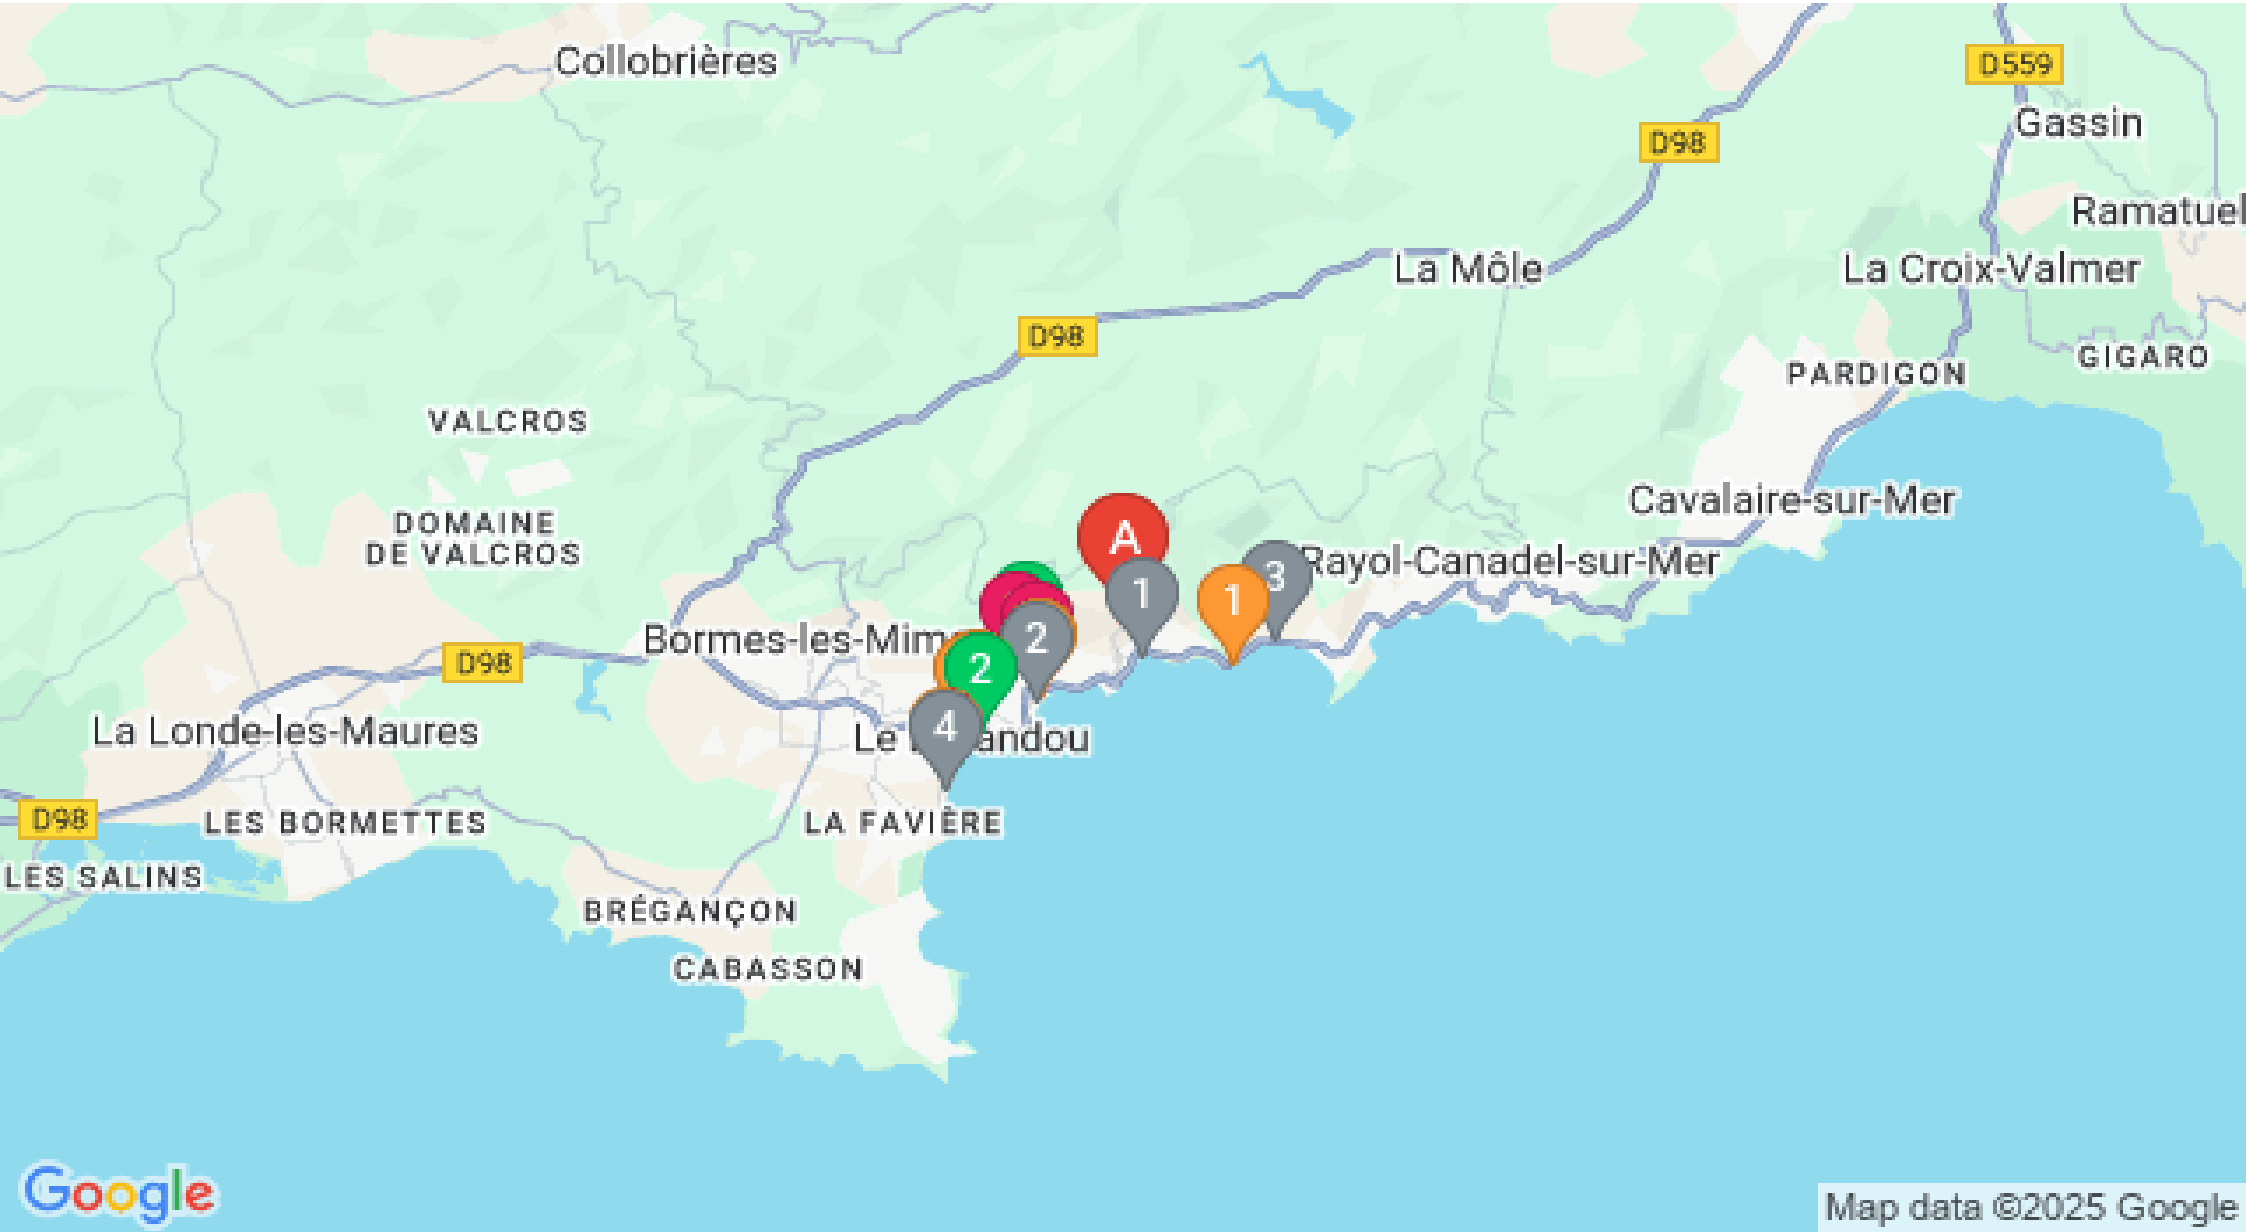 Collobrières
D559
Gassin
D98
Ramatuel
La Môle
La Croix-Valmer
D98
GIGARO
PARDIGON
VALCROS
Cavalaire-sur-Mer
DOMAINE
DE VALCROS
A
Rayol-Canadel-sur-Mer
3
1
1
2
Bormes-les-Mim
D98
2
4
La Londe-les-Maures
Le
andou
D98
LES BORMETTES
LA FAVIÈRE
LES SALINS
BRÉGANÇON
CABASSON
Google
Map data ©2025 Google